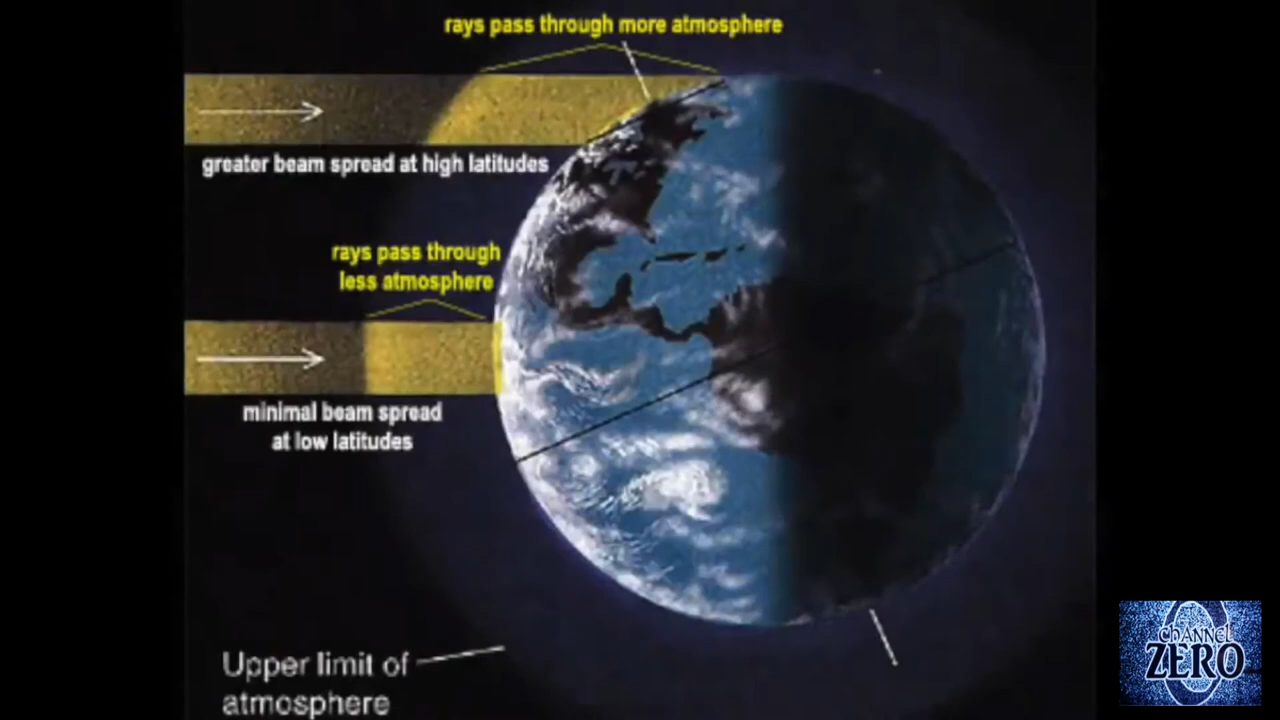 rays pass through more atmosphere
greater beam spread at high latitudes
rays pass through
less atmosphere
minimal beam spread
at low latitudes
Upper limit of
atmosphere
CHANNEL
ZERO